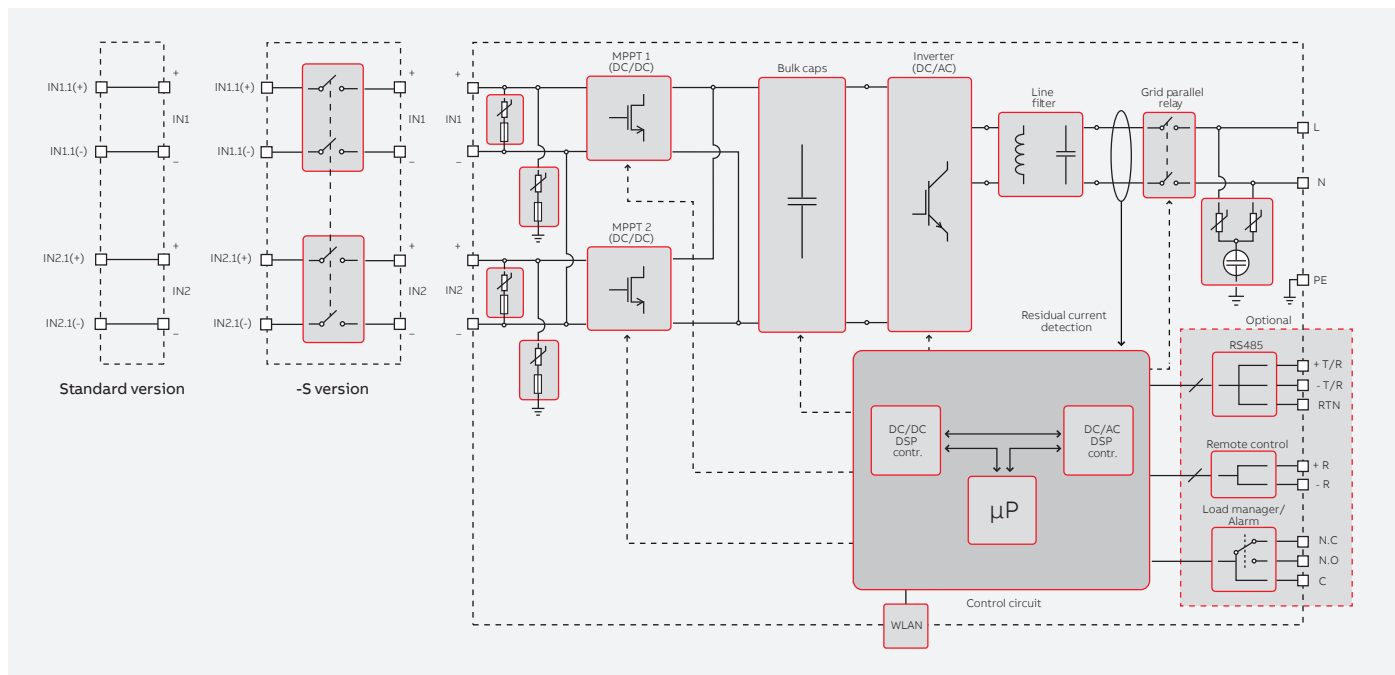 IN1.1(+)
+
IN1
IN1.1(-)
–
IN2.1(+)
+
IN2
IN2.1(-)
–
Standard version
IN1.1(+)
+
IN1
IN1.1(-)
–
IN2.1(+)
+
IN2
IN2.1(-)
–
-S version
+
IN1
–
+
IN2
–
MPPT 1
(DC/DC)
MPPT 2
(DC/DC)
Bulk caps
Inverter
(DC/AC)
Line
filter
Grid parallel
relay
L
N
PE
Residual current
detection
Optional
RS485
+ T/R
- T/R
RTN
Remote control
+ R
- R
Load manager/
Alarm
N.C
N.O
C
DC/DC
DSP
contr.
DC/AC
DSP
contr.
µP
Control circuit
WLAN